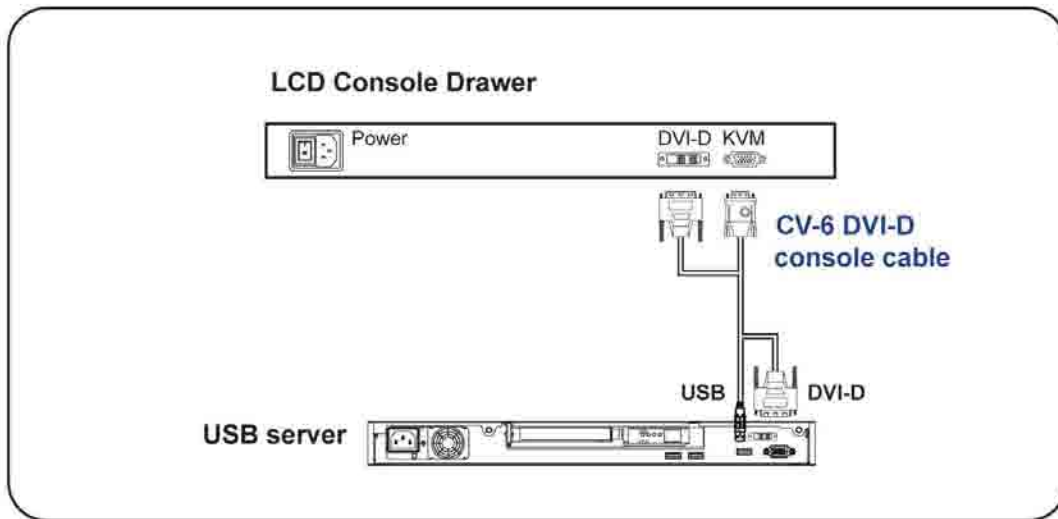 LCD Console Drawer
Power
DVI-D KVM
CV-6 DVI-D
console cable
USB
DVI-D
USB server